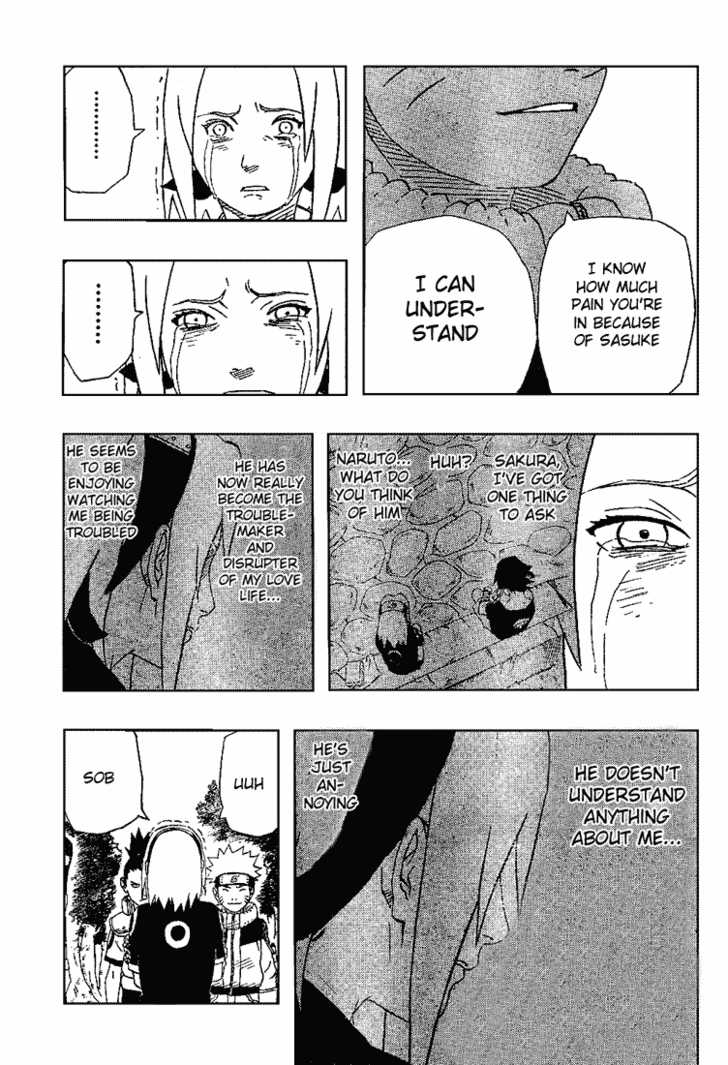 I KNOW
HOW MUCH
PAIN YOU'RE
IN BECAUSE
OF SASUKE
I CAN
UNDER-
STAND
.........
........
SAKURA,
I'VE GOT
ONE THING
TO ASK
HUH?
NARUTO...
WHAT DO
YOU THINK
OF HIM
HE HAS
NOW REALLY
BECOME THE
TROUBLE-
MAKER
AND
DISRUPTER
OF MY LOVE
LIFE...
HE SEEMS
TO BE
ENJOYING
WATCHING
ME BEING
TROUBLED
HE DOESN'T
UNDERSTAND
ANYTHING
ABOUT ME...
HE'S
JUST
AN-
NOYING
UUH
SOB